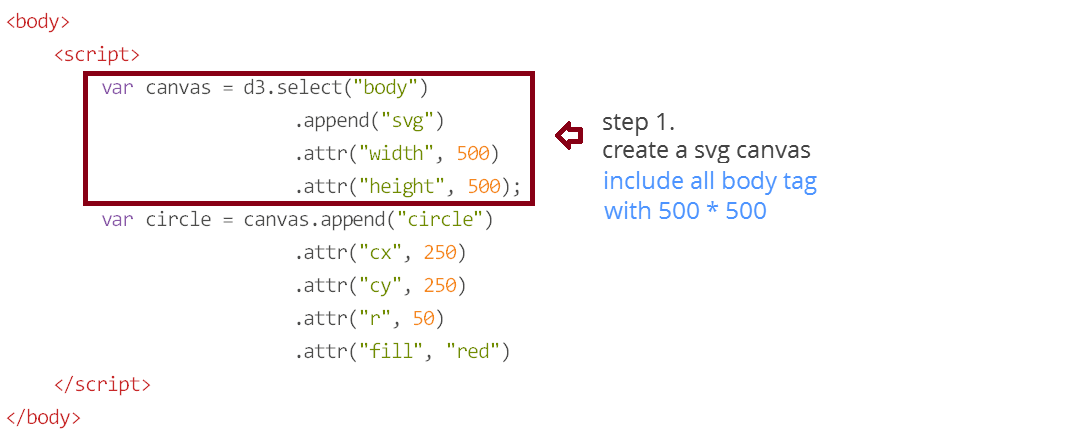 <body>
<script>
var canvas = d3.select("body")
.append("svg")
.attr("width", 500)
.attr("height", 500);
step 1.
create a svg canvas
include all body tag
with 500 * 500
var circle = canvas.append("circle")
.attr("cx", 250)
.attr("cy", 250)
.attr("r", 50)
.attr("fill", "red")
</script>
</body>